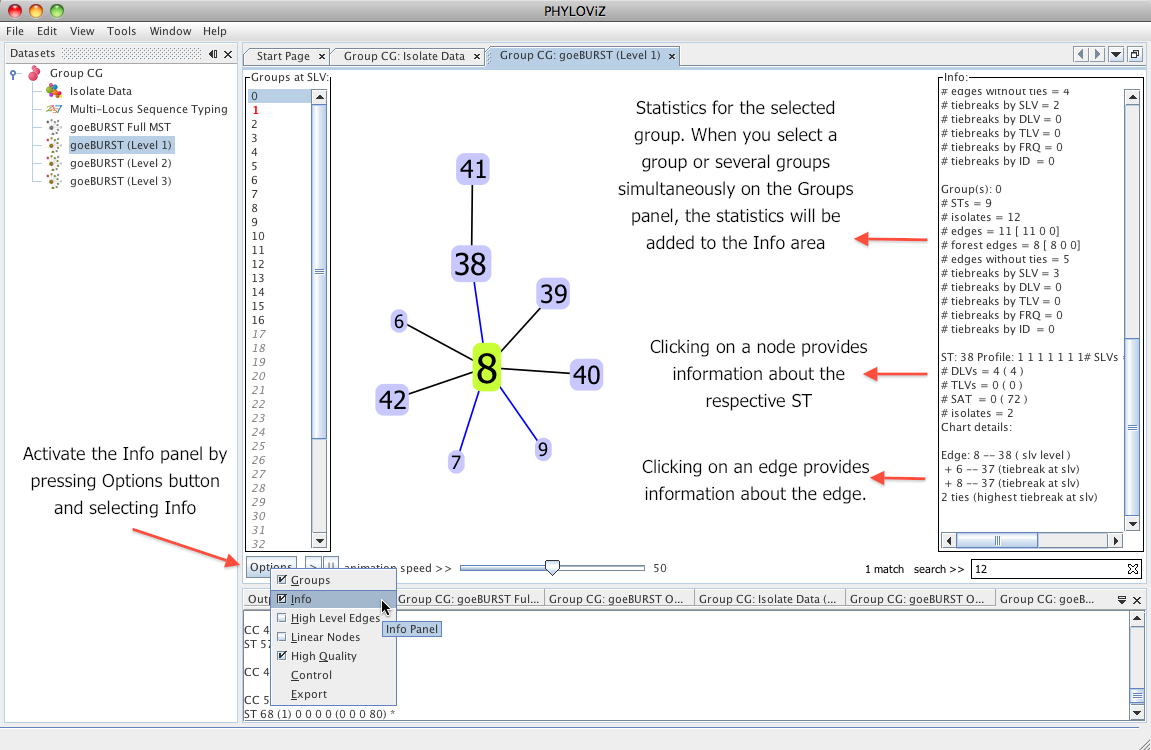 PHYLOViZ
File Edit View Tools Window Help
Datasets
Group CG
Isolate Data
Multi-Locus Sequence Typing
goeBURST Full MST
goeBURST (Level 1)
goeBURST (Level 2)
goeBURST (Level 3)
Activate the Info panel by
pressing Options button
and selecting Info
Start Page
Group CG: Isolate Data
Group CG: goeBURST (Level 1)
Groups at SLV:
0
1
2
3
4
5
6
7
8
9
10
11
12
13
14
15
16
17
18
19
20
21
22
23
24
25
26
27
28
29
30
31
32
41
38
39
6
8
40
42
7
9
Statistics for the selected
group. When you select a
group or several groups
simultaneously on the Groups
panel, the statistics will be
added to the Info area
Clicking on a node provides
information about the
respective ST
Clicking on an edge provides
information about the edge.
Info:
# edges without ties = 4
# tiebreaks by SLV = 2
# tiebreaks by DLV = 0
# tiebreaks by TLV = 0
# tiebreaks by FRQ = 0
# tiebreaks by ID = 0
Group(s): 0
# STs = 9
# isolates = 12
# edges = 11 [ 11 0 0]
# forest edges = 8 [ 8 0 0]
# edges without ties = 5
# tiebreaks by SLV = 3
# tiebreaks by DLV = 0
# tiebreaks by TLV = 0
# tiebreaks by FRQ = 0
# tiebreaks by ID = 0
ST: 38 Profile: 1 1 1 1 1 1 1# SLVs
# DLVs = 4 ( 4 )
# TLVs = 0 ( 0 )
# SAT = 0 ( 72 )
# isolates = 2
Chart details:
Edge: 8 -- 38 ( slv level )
+ 6 -- 37 (tiebreak at slv)
+ 8 -- 37 (tiebreak at slv)
2 ties (highest tiebreak at slv)
Options > || animation speed >> 50 1 match search >> 12
Groups
Info
High Level Edges
Linear Nodes
High Quality
Control
Export
Info Panel
Group CG: goeBURST Ful... Group CG: goeBURST O... Group CG: Isolate Data (... Group CG: goeBURST O... Group CG: goeB...
CC 4
ST 57
CC 4
CC 5
ST 68 (1) 0 0 0 0 (0 0 0 80) *